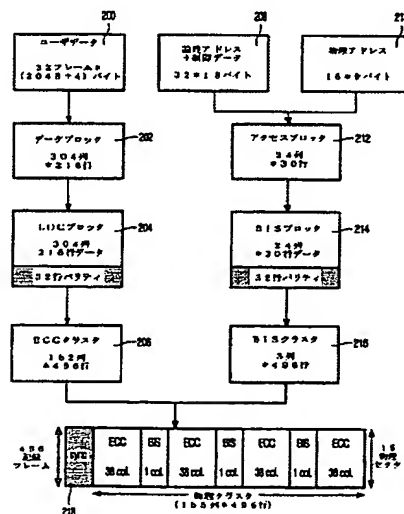 200
ユーザデータ
32フレーム*
(2048+4)バイト
208
論理アドレス
+制御データ
32*18バイト
物理アドレス
16*9バイト
202
データブロック
304列
*216行
212
アクセスブロック
24列
*30行
204
LDCブロック
304列
216行データ
32行パリティ
214
BISブロック
24列
*30行データ
32行パリティ
206
ECCクラスタ
152列
*496行
216
BISクラスタ
3列
*496行
496
記録
フレーム
SYNC
ECC
38 col.
BIS
1 col.
ECC
38 col.
BIS
1 col.
ECC
38 col.
BIS
1 col.
ECC
38 col.
16
物理
セクタ
218
物理クラスタ
(155列*496行)